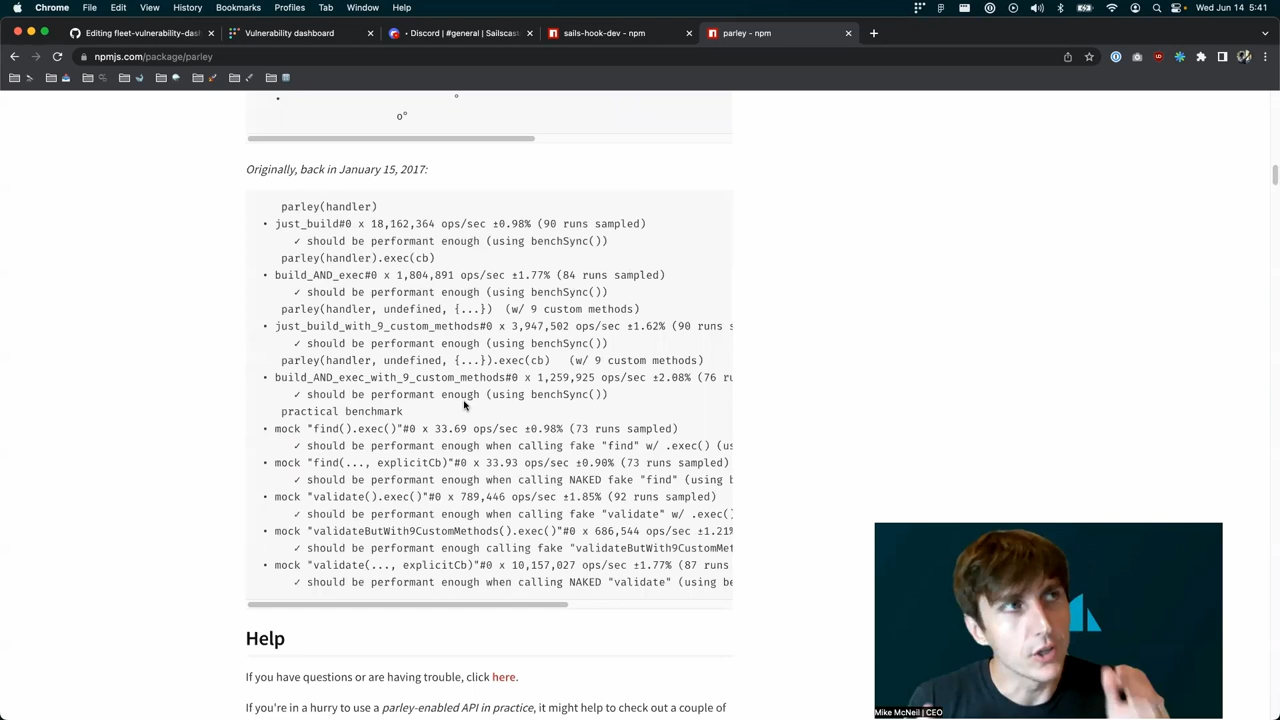 Chrome File Edit View History Bookmarks Profiles Tab Window Help
Wed Jun 14 5:41
Editing fleet-vulnerability-das
Vulnerability dashboard
Discord | #general | Sailscas
sails-hook-dev - npm
parley - npm
npmjs.com/package/parley
Originally, back in January 15, 2017:
parley(handler)
• just_build#0 x 18,162,364 ops/sec ±0.98% (90 runs sampled)
✓ should be performant enough (using benchSync())
parley(handler).exec(cb)
• build_AND_exec#0 x 1,804,891 ops/sec ±1.77% (84 runs sampled)
✓ should be performant enough (using benchSync())
parley(handler, undefined, {...}) (w/ 9 custom methods)
• just_build_with_9_custom_methods#0 x 3,947,502 ops/sec ±1.62% (90 runs s
✓ should be performant enough (using benchSync())
parley(handler, undefined, {...}).exec(cb) (w/ 9 custom methods)
• build_AND_exec_with_9_custom_methods#0 x 1,259,925 ops/sec ±2.08% (76 ru
✓ should be performant enough (using benchSync())
practical benchmark
• mock "find().exec()"#0 x 33.69 ops/sec ±0.98% (73 runs sampled)
✓ should be performant enough when calling fake "find" w/ .exec() (us
• mock "find(..., explicitCb)"#0 x 33.93 ops/sec ±0.90% (73 runs sampled)
✓ should be performant enough when calling NAKED fake "find" (using b
• mock "validate().exec()"#0 x 789,446 ops/sec ±1.85% (92 runs sampled)
✓ should be performant enough when calling fake "validate" w/ .exec()
• mock "validateButWith9CustomMethods().exec()"#0 x 686,544 ops/sec ±1.21%
✓ should be performant enough calling fake "validateButWith9CustomMet
• mock "validate(..., explicitCb)"#0 x 10,157,027 ops/sec ±1.77% (87 runs
✓ should be performant enough when calling NAKED "validate" (using be
Help
If you have questions or are having trouble, click here.
If you're in a hurry to use a parley-enabled API in practice, it might help to check out a couple of
Mike McNeil | CEO